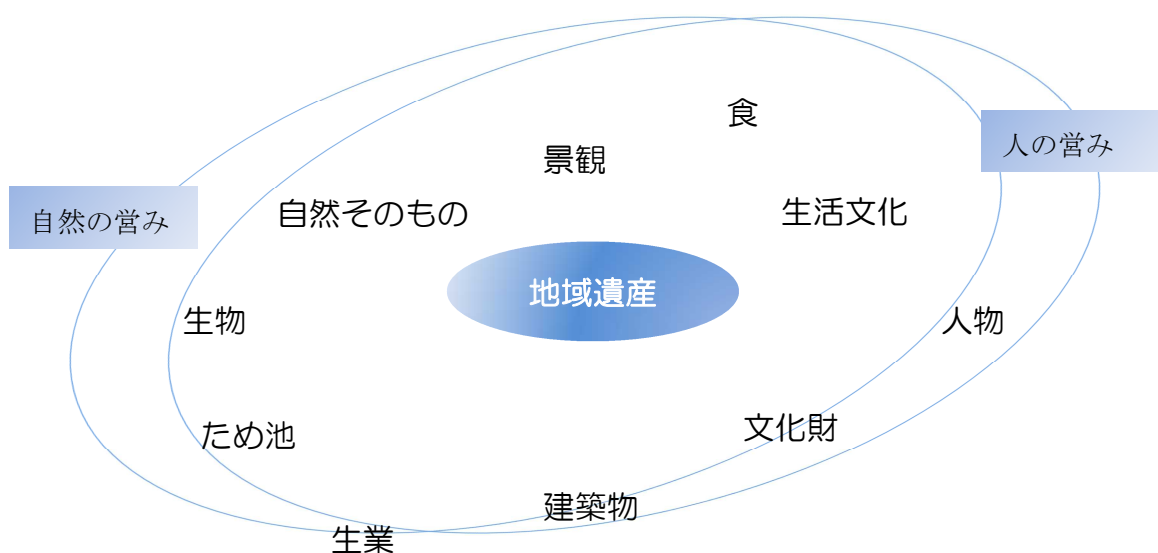 食
人の営み
景観
自然の営み
自然そのもの
生活文化
地域遺産
生物
人物
ため池
文化財
建築物
生業